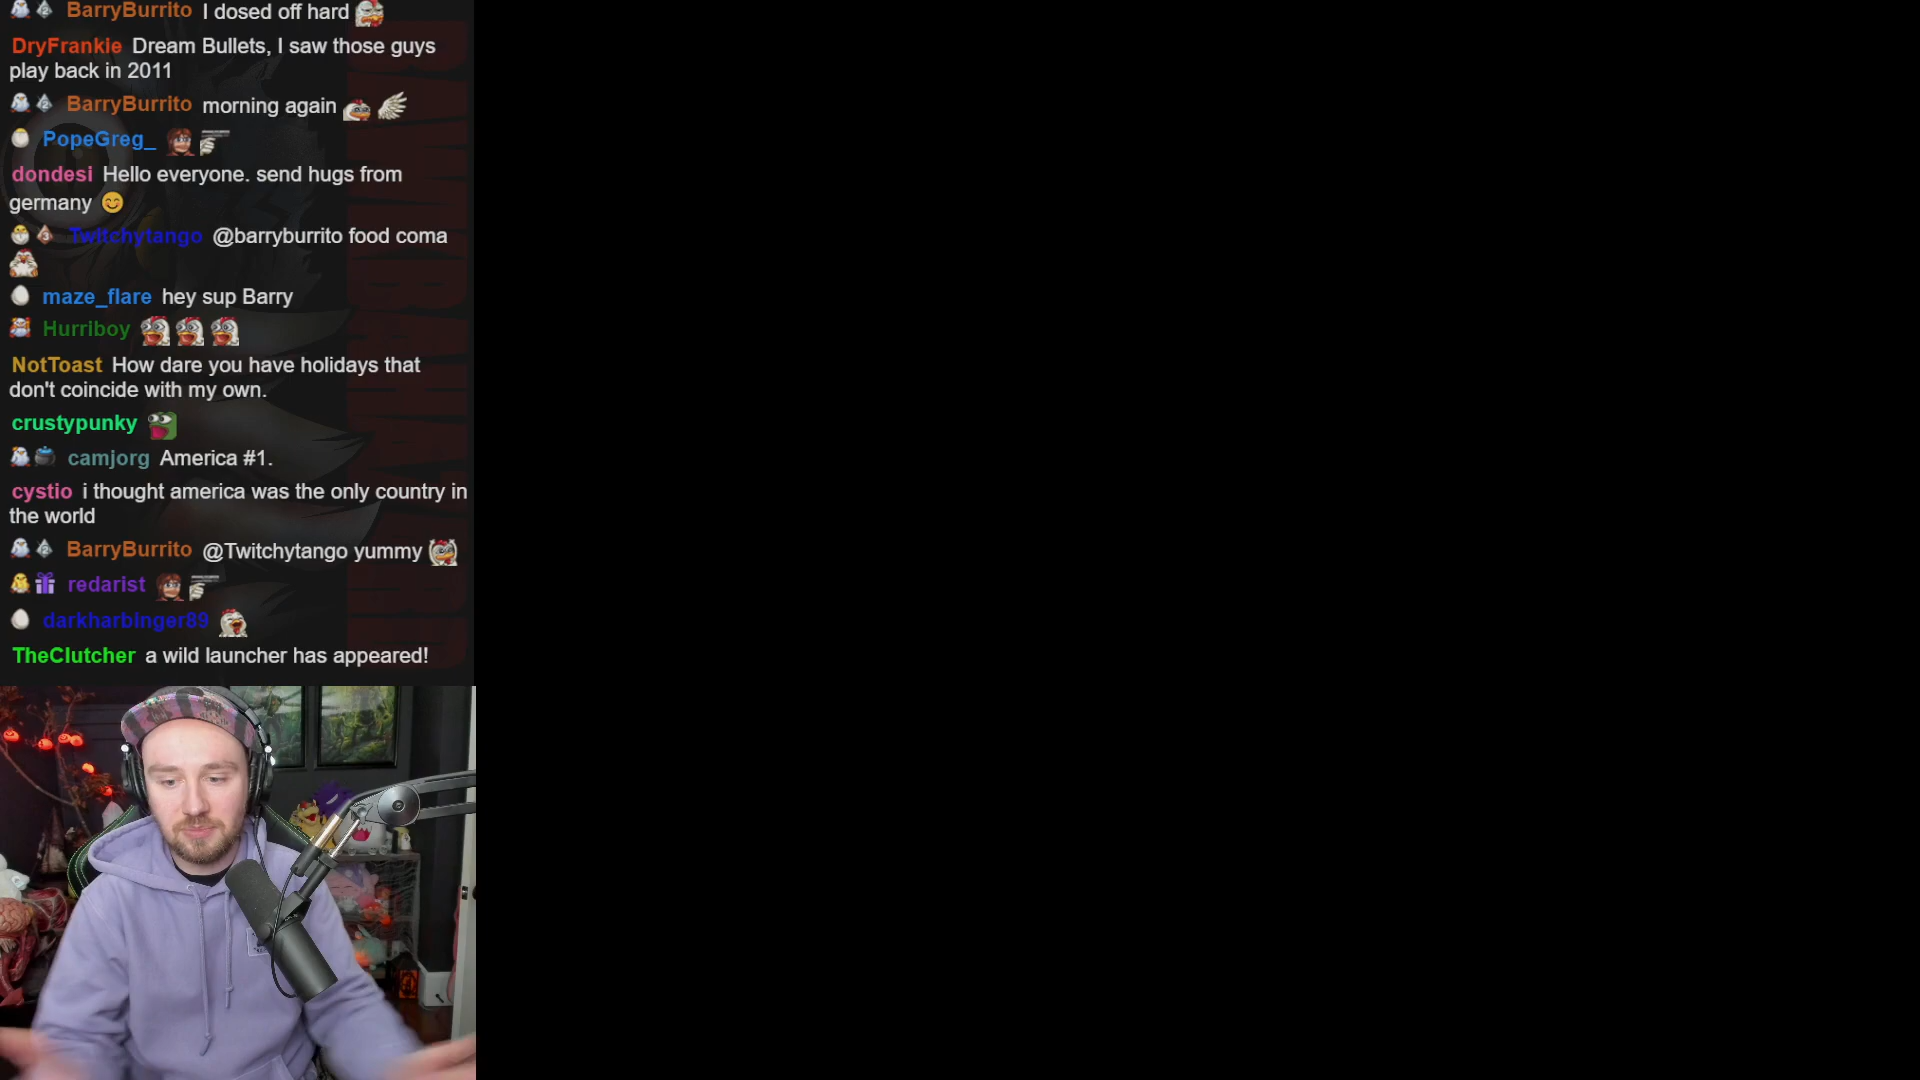 BarryBurrito I dosed off hard
DryFrankie Dream Bullets, I saw those guys
play back in 2011
BarryBurrito morning again
PopeGreg_
dondesi Hello everyone. send hugs from
germany 😊
Twitchytango @barryburrito food coma
maze_flare hey sup Barry
Hurriboy
NotToast How dare you have holidays that
don't coincide with my own.
crustypunky
camjorg America #1.
cystio i thought america was the only country in
the world
BarryBurrito @Twitchytango yummy
redarist
darkharbinger89
TheClutcher a wild launcher has appeared!